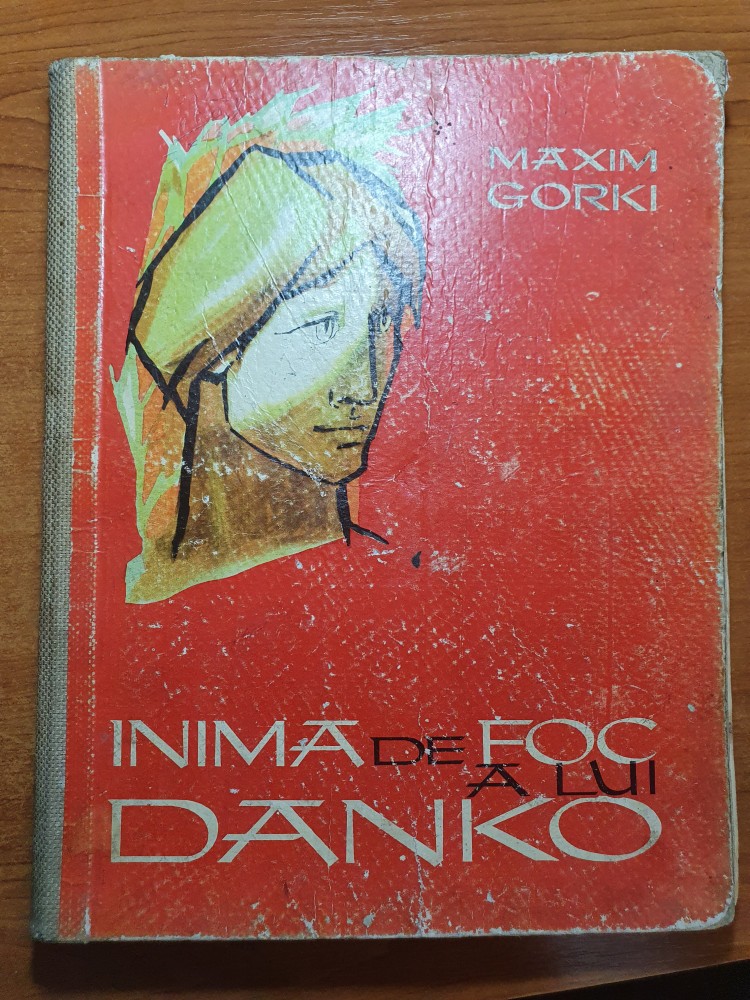 MAXIM
GORKI
INIMA DE FOC
A LUI
DANKO